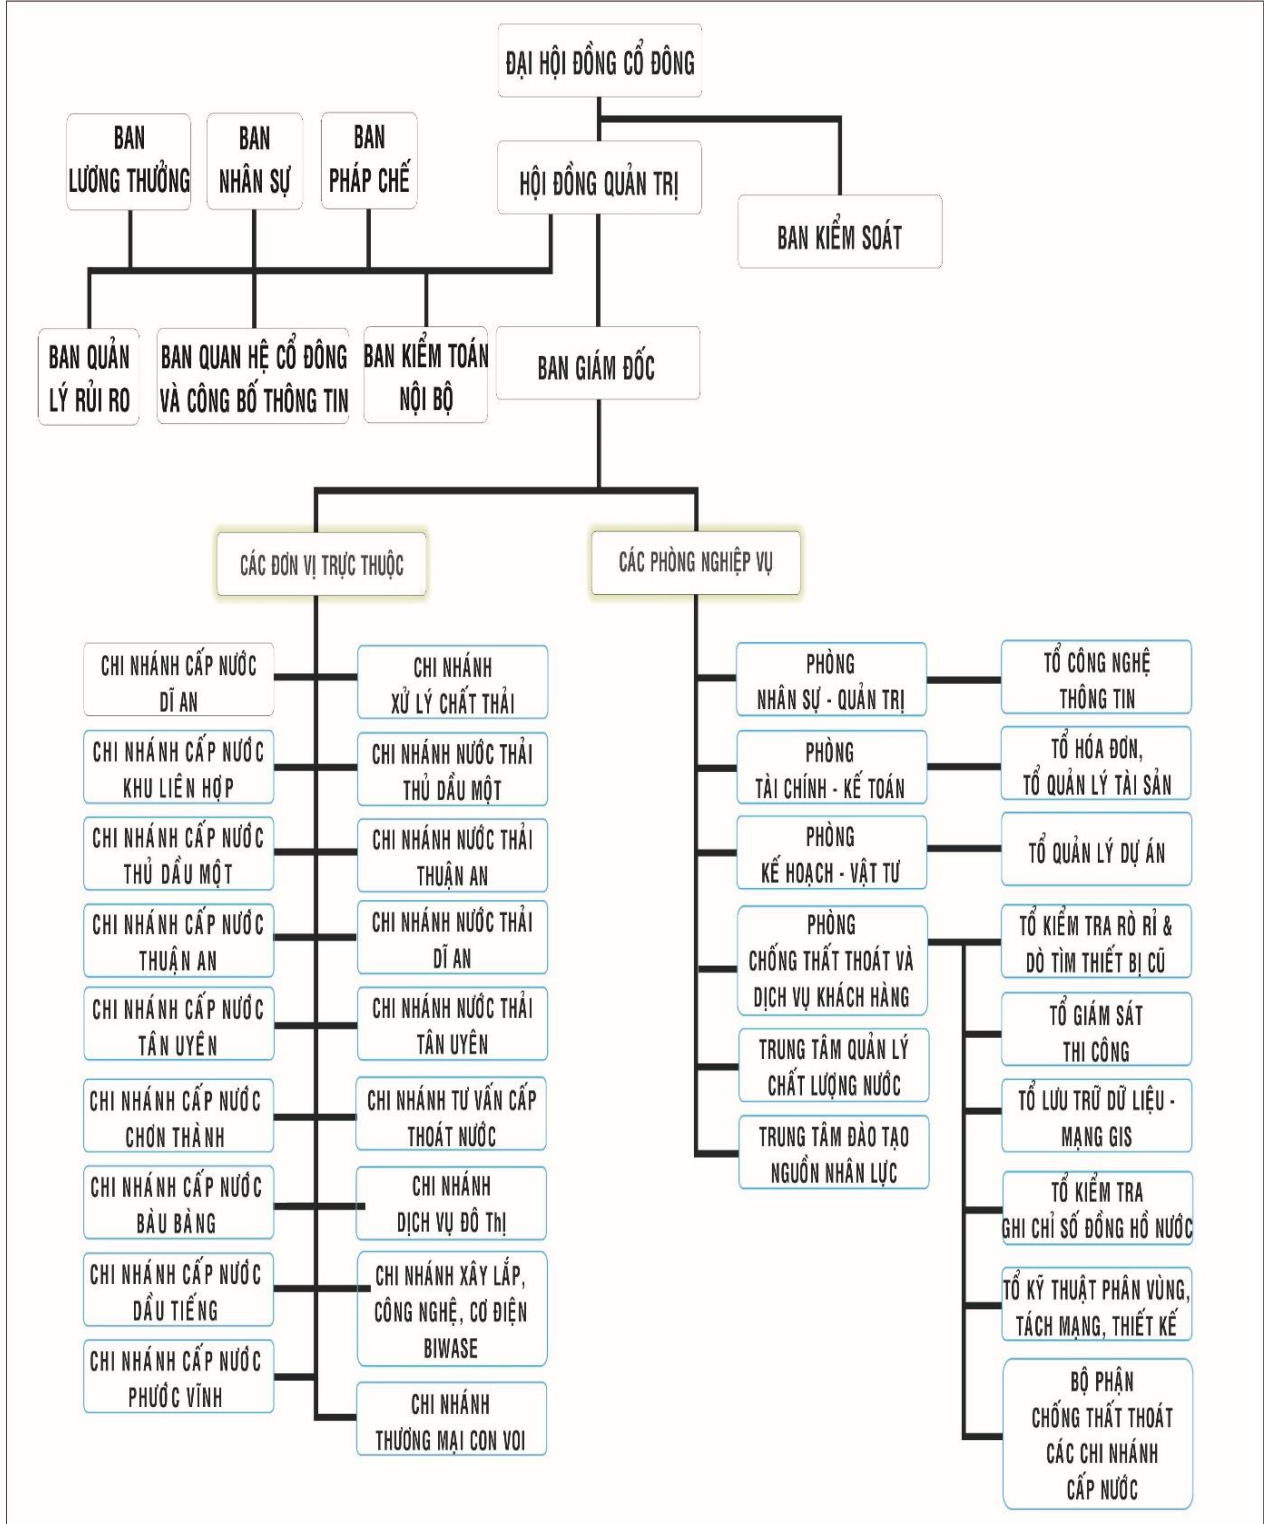 ĐẠI HỘI ĐỒNG CỔ ĐÔNG
BAN
LƯƠNG THƯỞNG
BAN
NHÂN SỰ
BAN
PHÁP CHẾ
HỘI ĐỒNG QUẢN TRỊ
BAN KIỂM SOÁT
BAN QUẢN
LÝ RỦI RO
BAN QUAN HỆ CỔ ĐÔNG
VÀ CÔNG BỐ THÔNG TIN
BAN KIỂM TOÁN
NỘI BỘ
BAN GIÁM ĐỐC
CÁC ĐƠN VỊ TRỰC THUỘC
CÁC PHÒNG NGHIỆP VỤ
CHI NHÁNH CẤP NƯỚC
DĨ AN
CHI NHÁNH CẤP NƯỚC
KHU LIÊN HỢP
CHI NHÁNH CẤP NƯỚC
THỦ DẦU MỘT
CHI NHÁNH CẤP NƯỚC
THUẬN AN
CHI NHÁNH CẤP NƯỚC
TÂN UYÊN
CHI NHÁNH CẤP NƯỚC
CHƠN THÀNH
CHI NHÁNH CẤP NƯỚC
BÀU BÀNG
CHI NHÁNH CẤP NƯỚC
DẦU TIẾNG
CHI NHÁNH CẤP NƯỚC
PHƯỚC VĨNH
CHI NHÁNH
XỬ LÝ CHẤT THẢI
CHI NHÁNH NƯỚC THẢI
THỦ DẦU MỘT
CHI NHÁNH NƯỚC THẢI
THUẬN AN
CHI NHÁNH NƯỚC THẢI
DĨ AN
CHI NHÁNH NƯỚC THẢI
TÂN UYÊN
CHI NHÁNH TƯ VẤN CẤP
THOÁT NƯỚC
CHI NHÁNH
DỊCH VỤ ĐÔ Thị
CHI NHÁNH XÂY LẮP,
CÔNG NGHỆ, CƠ ĐIỆN
BIWASE
CHI NHÁNH
THƯƠNG MẠI CON VOI
PHÒNG
NHÂN SỰ - QUẢN TRỊ
PHÒNG
TÀI CHÍNH - KẾ TOÁN
PHÒNG
KẾ HOẠCH - VẬT TƯ
PHÒNG
CHỐNG THẤT THOÁT VÀ
DỊCH VỤ KHÁCH HÀNG
TRUNG TÂM QUẢN LÝ
CHẤT LƯỢNG NƯỚC
TRUNG TÂM ĐÀO TẠO
NGUỒN NHÂN LỰC
TỔ CÔNG NGHỆ
THÔNG TIN
TỔ HÓA ĐƠN,
TỔ QUẢN LÝ TÀI SẢN
TỔ QUẢN LÝ DỰ ÁN
TỔ KIỂM TRA RÒ RỈ &
DÒ TÌM THIẾT BỊ CŨ
TỔ GIÁM SÁT
THI CÔNG
TỔ LƯU TRỮ DỮ LIỆU -
MẠNG GIS
TỔ KIỂM TRA
GHI CHỈ SỐ ĐỒNG HỒ NƯỚC
TỔ KỸ THUẬT PHÂN VÙNG,
TÁCH MẠNG, THIẾT KẾ
BỘ PHẬN
CHỐNG THẤT THOÁT
CÁC CHI NHÁNH
CẤP NƯỚC